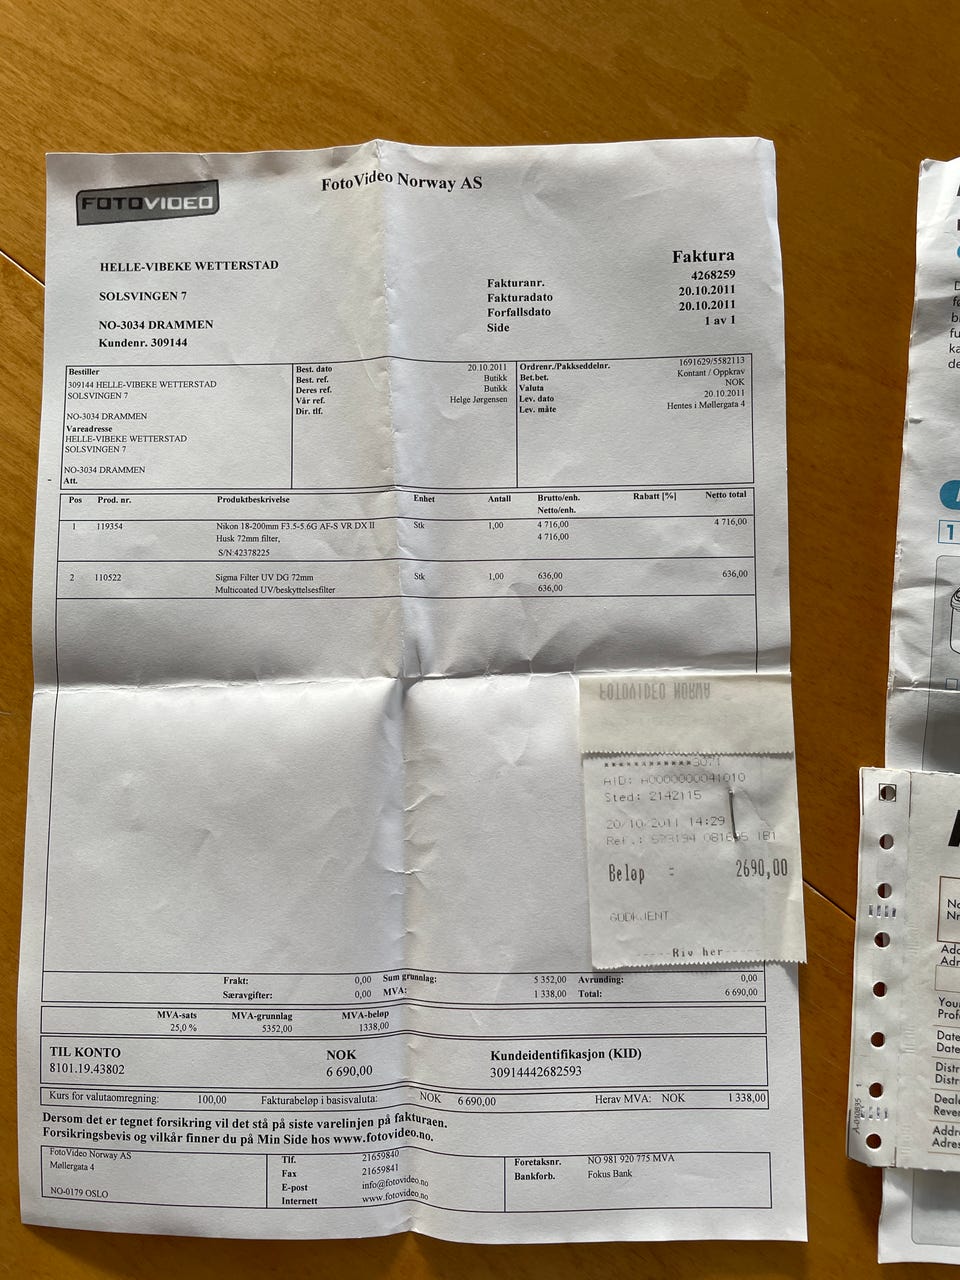 FOTOVIDEO
FotoVideo Norway AS
HELLE-VIBEKE WETTERSTAD
SOLSVINGEN 7
NO-3034 DRAMMEN
Kundenr. 309144
Faktura
Fakturanr. 4268259
Fakturadato 20.10.2011
Forfallsdato 20.10.2011
Side 1 av 1
Bestiller
309144 HELLE-VIBEKE WETTERSTAD
SOLSVINGEN 7
NO-3034 DRAMMEN
Vareadresse
HELLE-VIBEKE WETTERSTAD
SOLSVINGEN 7
NO-3034 DRAMMEN
Att.
Best. dato 20.10.2011
Best. ref. Butikk
Deres ref. Butikk
Vår ref. Helge Jørgensen
Dir. tlf.
Ordrenr./Pakkseddelnr. 1691629/5582113
Bet.bet. Kontant / Oppkrav
Valuta NOK
Lev. dato 20.10.2011
Lev. måte Hentes i Møllergata 4
Pos Prod. nr. Produktbeskrivelse Enhet Antall Brutto/enh. Rabatt [%] Netto total
Netto/enh.
1 119354 Nikon 18-200mm F3.5-5.6G AF-S VR DX II Stk 1,00 4 716,00 4 716,00
Husk 72mm filter, 4 716,00
S/N:42378225
2 110522 Sigma Filter UV DG 72mm Stk 1,00 636,00 636,00
Multicoated UV/beskyttelsesfilter 636,00
FOTOVIDEO NORWA
************3071
AID: A0000000041010
Sted: 2142115
20/10/2011 14:29
Ref.:
Beløp = 2690,00
GODKJENT
----- Riv her -----
Frakt: 0,00 Sum grunnlag: 5 352,00 Avrunding: 0,00
Særavgifter: 0,00 MVA: 1 338,00 Total: 6 690,00
MVA-sats MVA-grunnlag MVA-beløp
25,0 % 5352,00 1338,00
TIL KONTO NOK Kundeidentifikasjon (KID)
8101.19.43802 6 690,00 30914442682593
Kurs for valutaomregning: 100,00 Fakturabeløp i basisvaluta: NOK 6 690,00 Herav MVA: NOK 1 338,00
Dersom det er tegnet forsikring vil det stå på siste varelinjen på fakturaen.
Forsikringsbevis og vilkår finner du på Min Side hos www.fotovideo.no.
FotoVideo Norway AS
Møllergata 4
NO-0179 OSLO
Tlf. 21659840
Fax 21659841
E-post info@fotovideo.no
Internett www.fotovideo.no
Foretaksnr. NO 981 920 775 MVA
Bankforb. Fokus Bank
1
A-010895 1